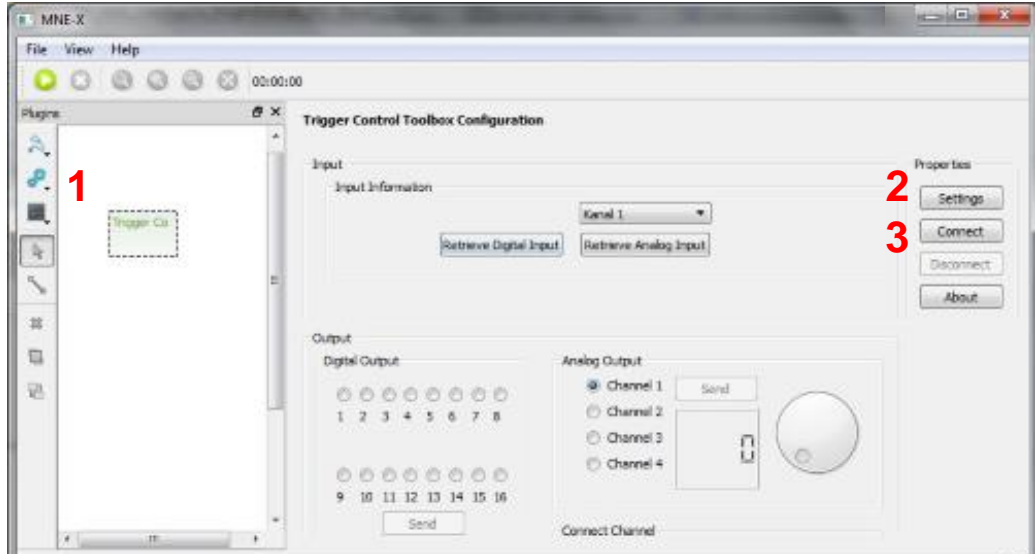 MNE-X
File View Help
00:00:00
Plugins
Trigger Co
1
Trigger Control Toolbox Configuration
Input
Input Information
Kanal 1
Retrieve Digital Input
Retrieve Analog Input
Properties
2
Settings
3
Connect
Disconnect
About
Output
Digital Output
1 2 3 4 5 6 7 8
9 10 11 12 13 14 15 16
Send
Analog Output
Channel 1
Channel 2
Channel 3
Channel 4
Send
0
Connect Channel